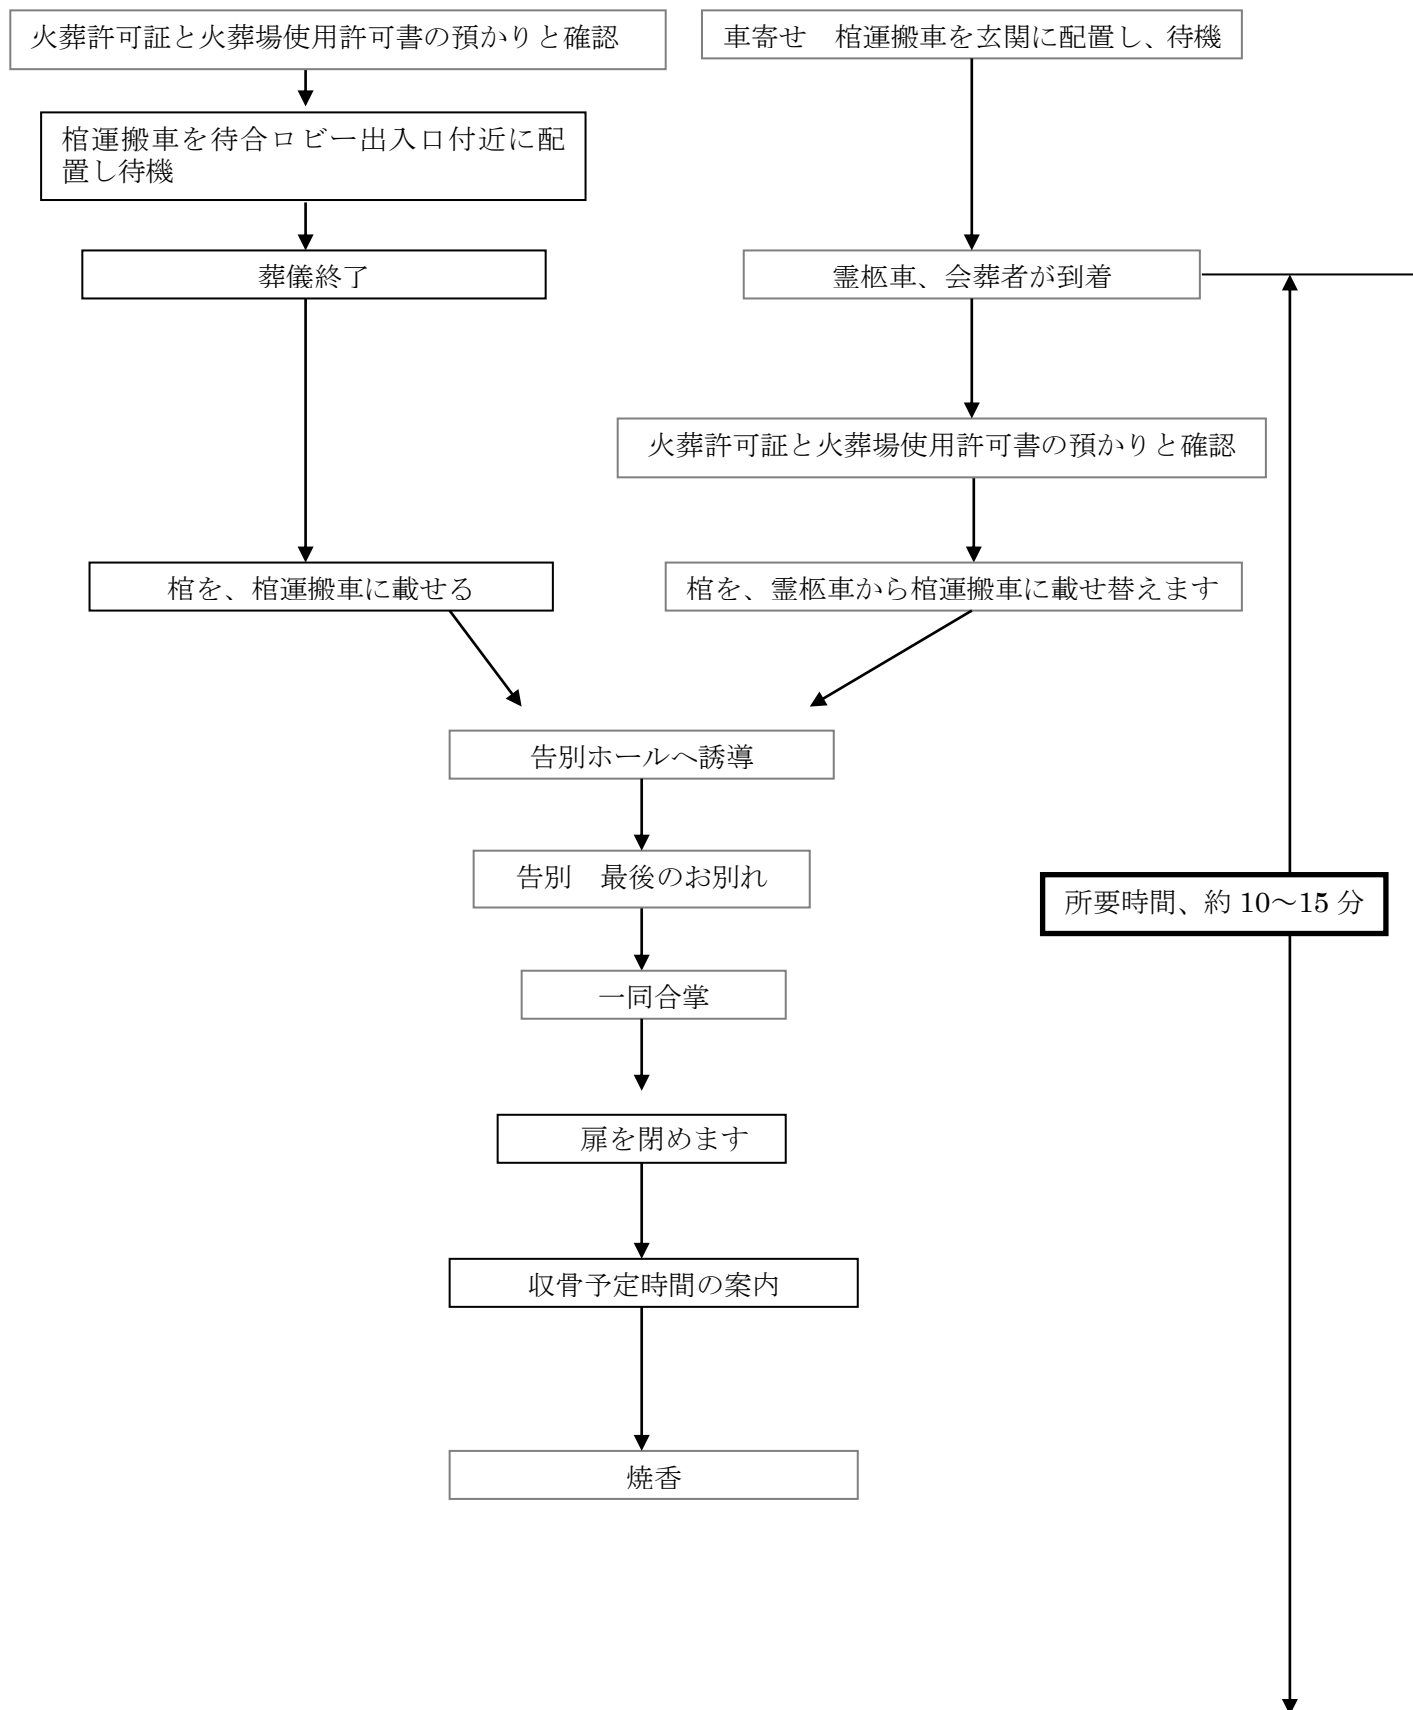 火葬許可証と火葬場使用許可書の預かりと確認
車寄せ　棺運搬車を玄関に配置し、待機
棺運搬車を待合ロビー出入口付近に配
置し待機
葬儀終了
霊柩車、会葬者が到着
火葬許可証と火葬場使用許可書の預かりと確認
棺を、棺運搬車に載せる
棺を、霊柩車から棺運搬車に載せ替えます
告別ホールへ誘導
告別　最後のお別れ
所要時間、約 10～15 分
一同合掌
扉を閉めます
収骨予定時間の案内
焼香